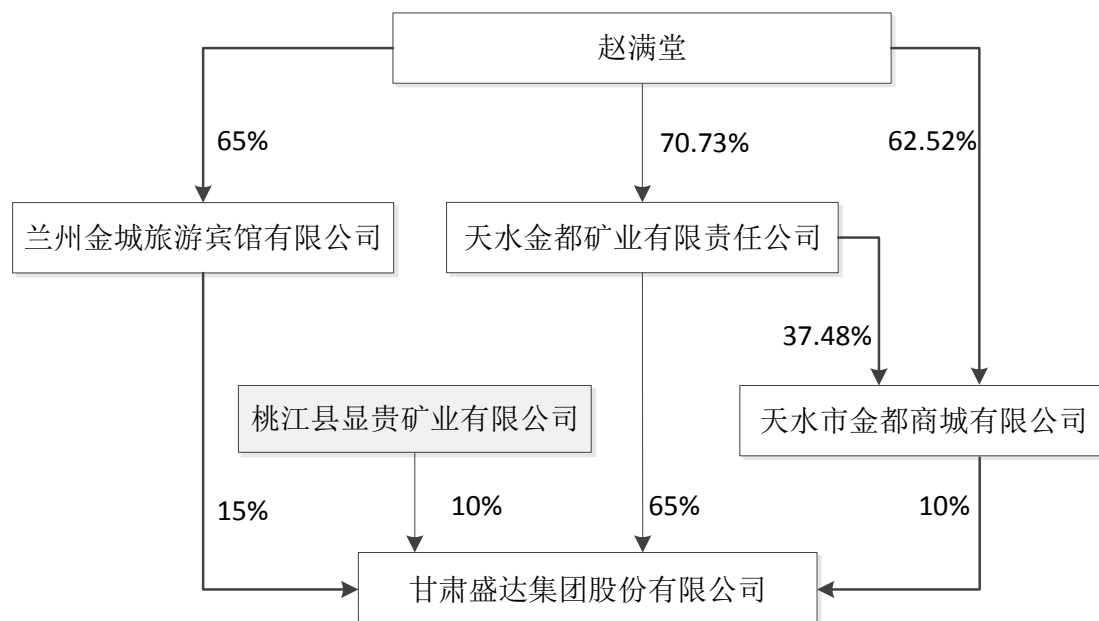 赵满堂
65%
70.73%
62.52%
兰州金城旅游宾馆有限公司
天水金都矿业有限责任公司
37.48%
桃江县显贵矿业有限公司
天水市金都商城有限公司
15%
10%
65%
10%
甘肃盛达集团股份有限公司